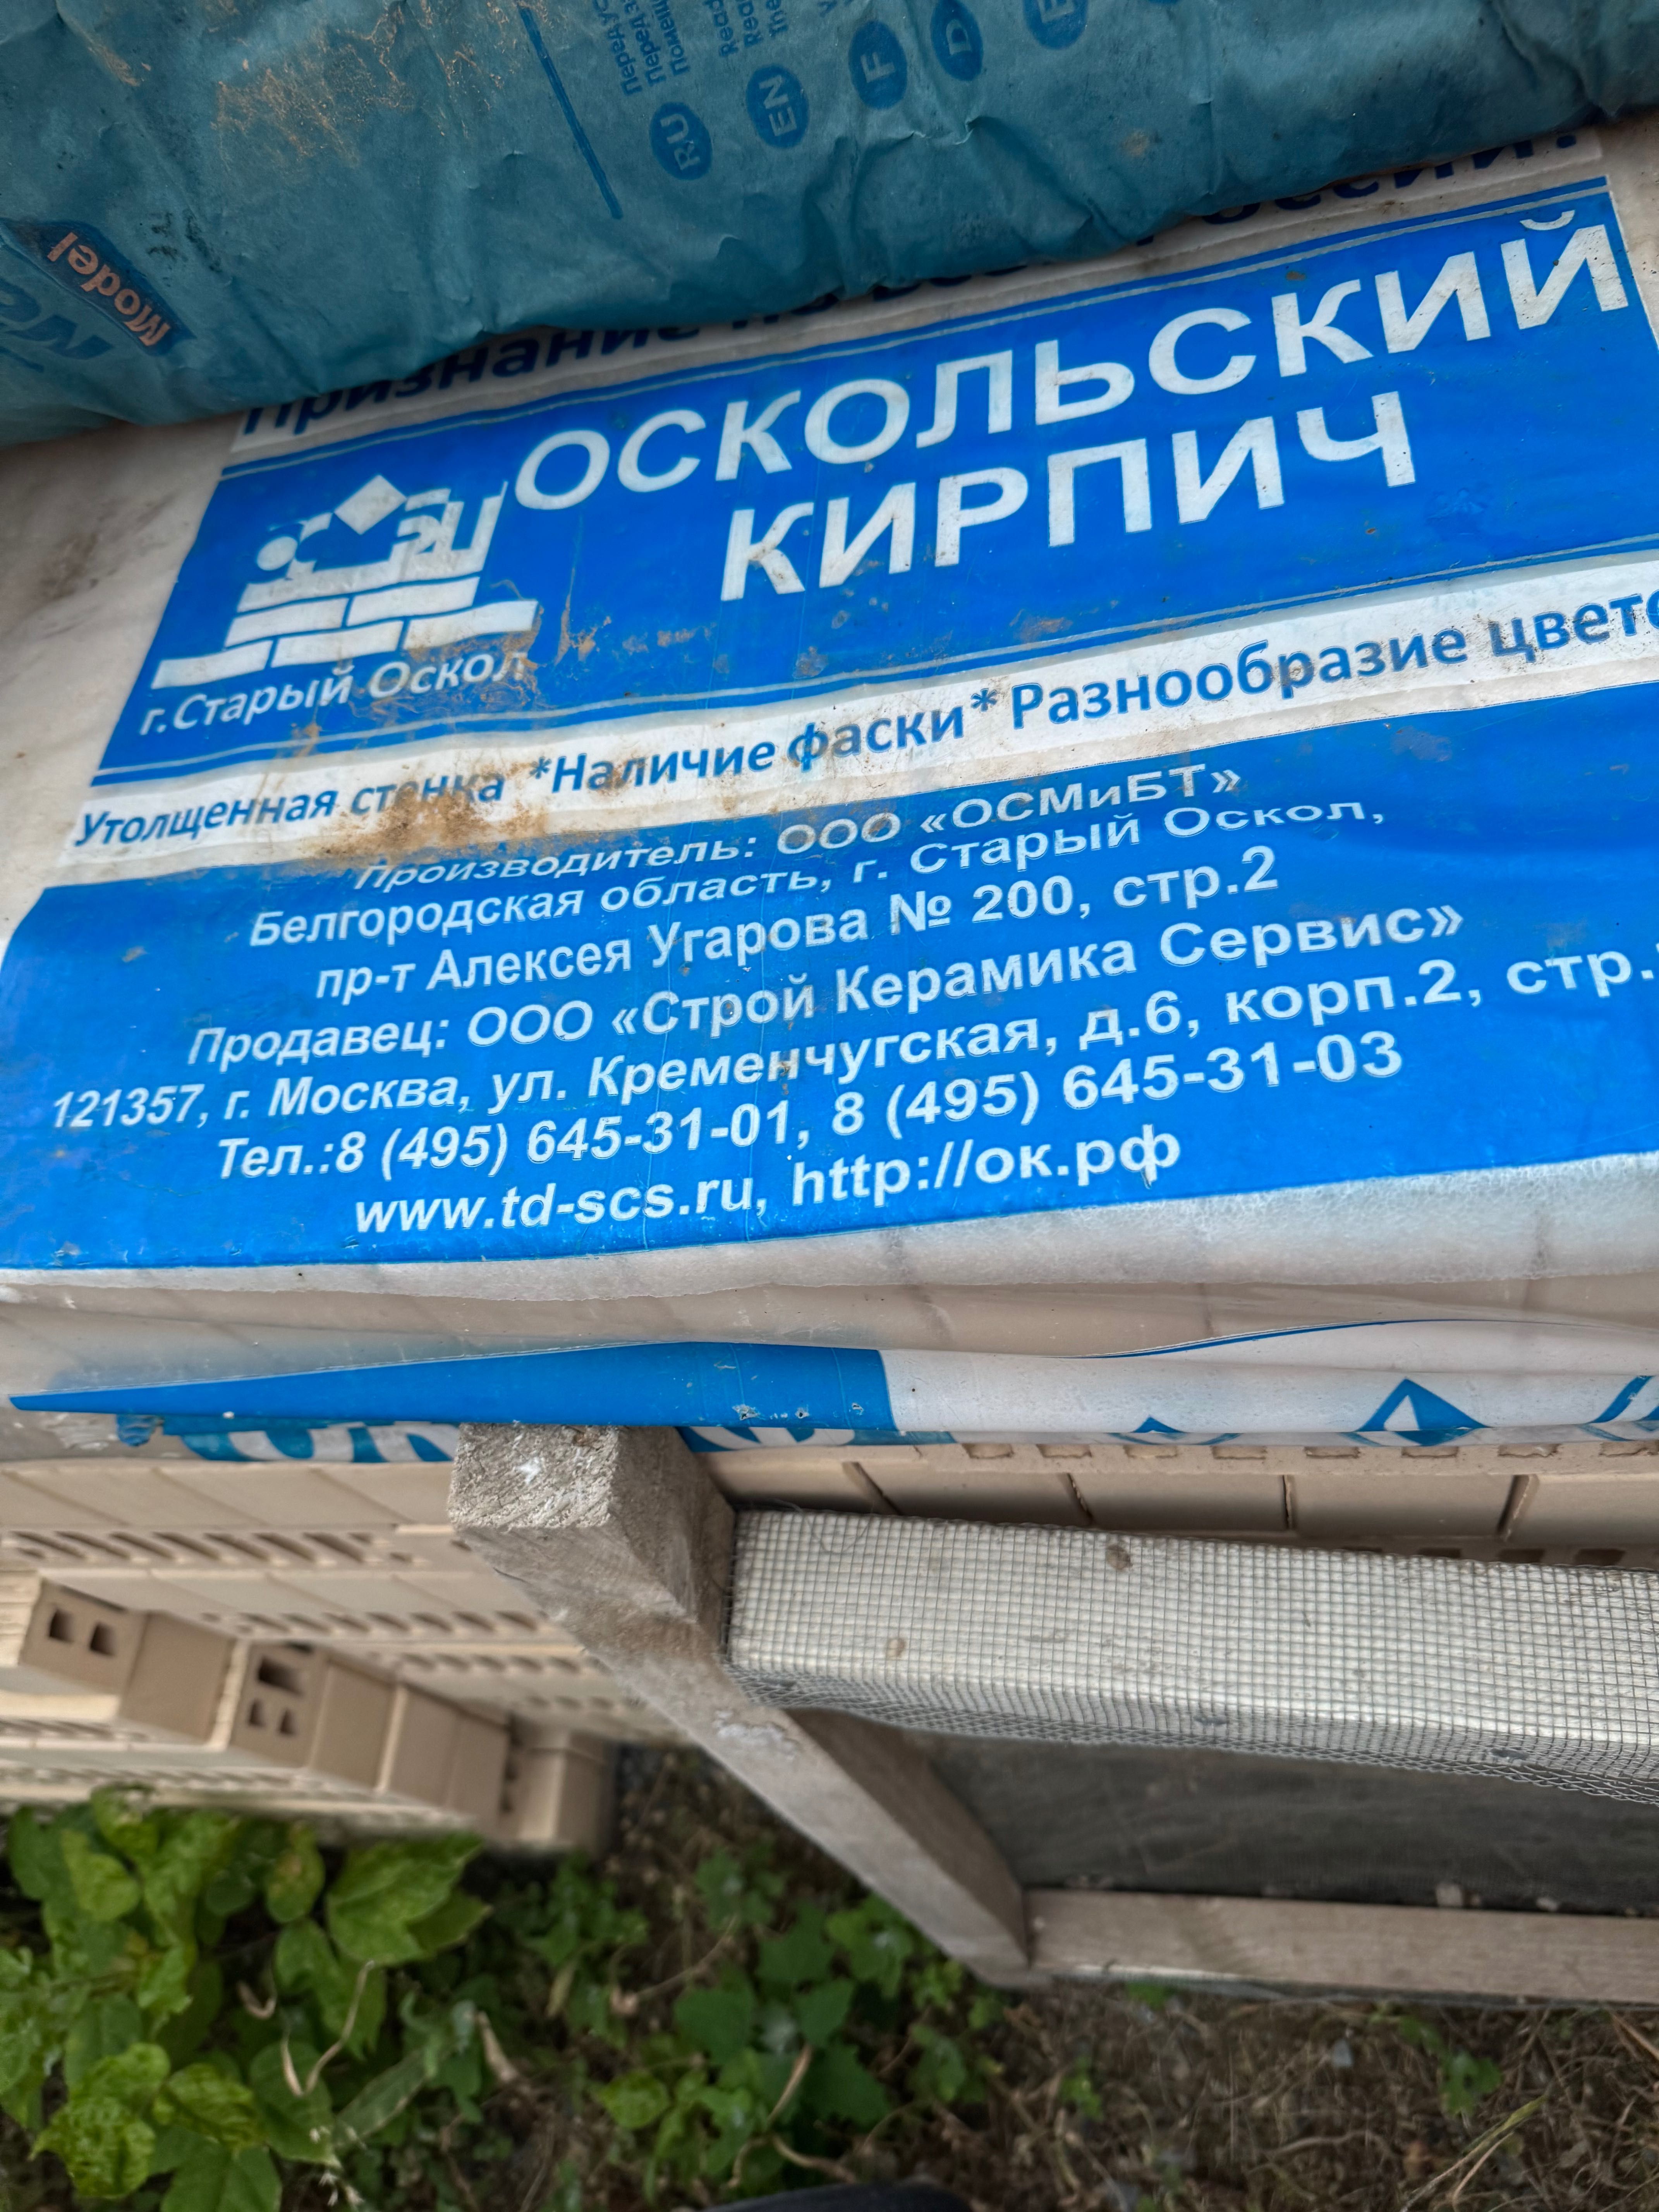 Model
RU
EN
F
D
Признание
ОСКОЛЬСКИЙ
КИРПИЧ
г.Старый Оскол
Утолщенная стенка *Наличие фаски* Разнообразие
Производитель: ООО «ОСМиБТ»
Белгородская область, г. Старый Оскол,
пр-т Алексея Угарова № 200, стр.2
Продавец: ООО «Строй Керамика Сервис»
121357, г. Москва, ул. Кременчугская, д.6, корп.2, стр.
Тел.:8 (495) 645-31-01, 8 (495) 645-31-03
www.td-scs.ru, http://ок.рф